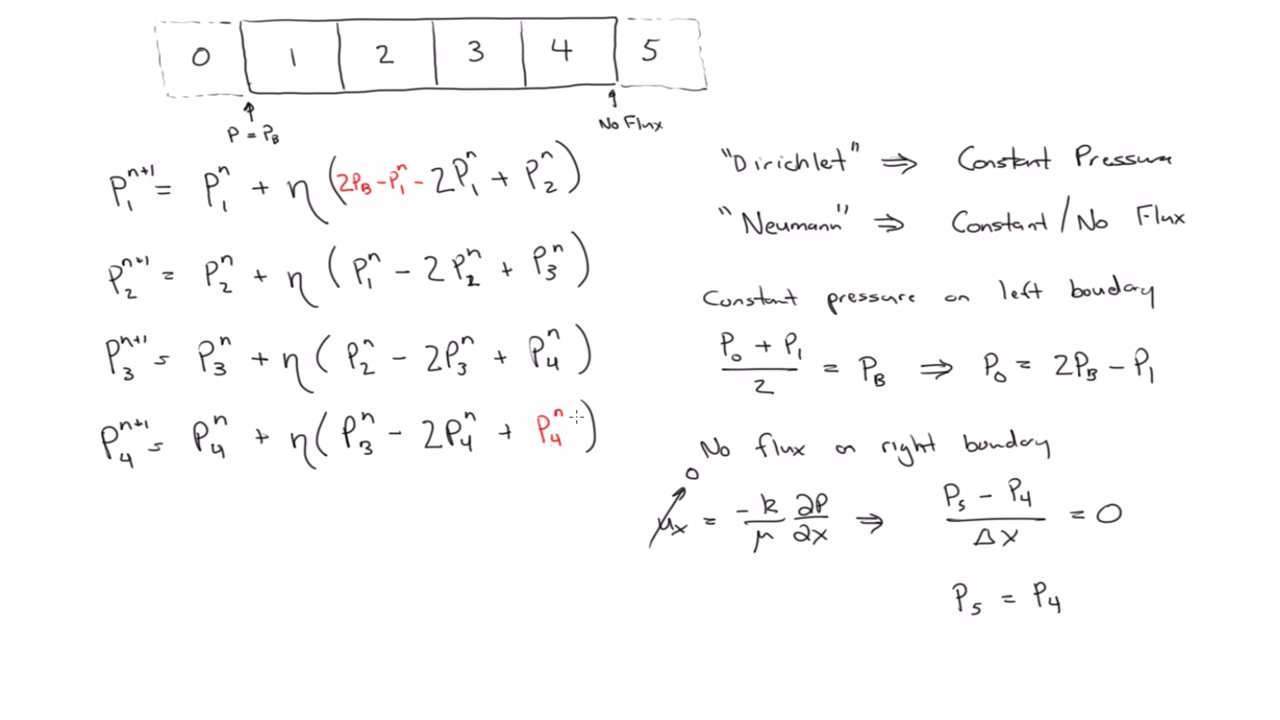 0 1 2 3 4 5
P = P_B
No Flux
P_1^{n+1} = P_1^n + η (2P_B - P_1^n - 2P_1^n + P_2^n)
P_2^{n+1} = P_2^n + η (P_1^n - 2P_2^n + P_3^n)
P_3^{n+1} = P_3^n + η (P_2^n - 2P_3^n + P_4^n)
P_4^{n+1} = P_4^n + η (P_3^n - 2P_4^n + P_4^n)
"Dirichlet" ⇒ Constant Pressure
"Neumann" ⇒ Constant/No Flux
Constant pressure on left bounday
(P_0 + P_1)/2 = P_B ⇒ P_0 = 2P_B - P_1
No flux on right bounday
0
μ_x = -k/μ ∂P/∂x ⇒ (P_5 - P_4)/Δx = 0
P_5 = P_4